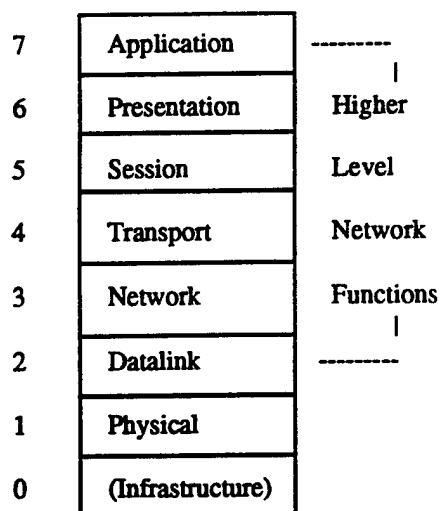 7 Application ----------
|
6 Presentation Higher
5 Session Level
4 Transport Network
3 Network Functions
|
2 Datalink ----------
1 Physical
0 (Infrastructure)